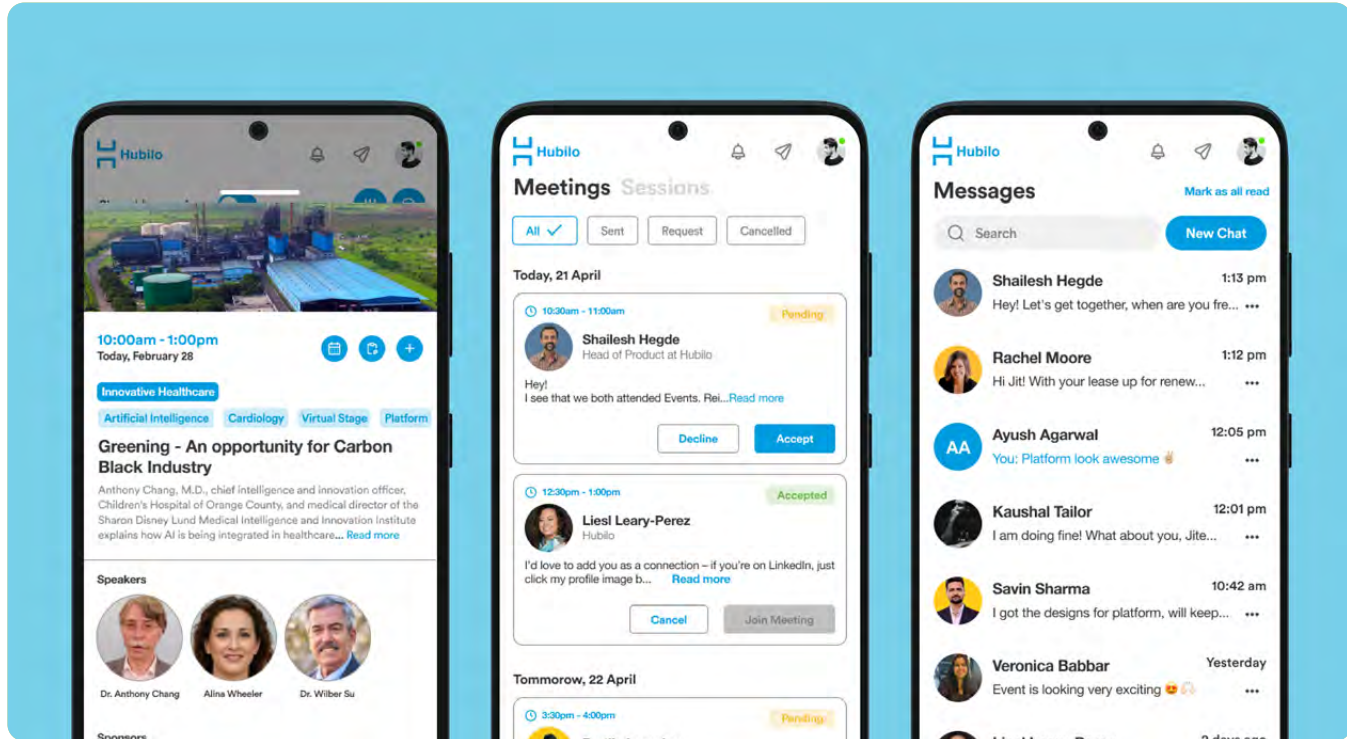 Hubilo
10:00am - 1:00pm
Today, February 28
Innovative Healthcare
Artificial Intelligence Cardiology Virtual Stage Platform
Greening - An opportunity for Carbon
Black Industry
Anthony Chang, M.D., chief intelligence and innovation officer,
Children's Hospital of Orange County, and medical director of the
Sharon Disney Lund Medical Intelligence and Innovation Institute
explains how AI is being integrated in healthcare... Read more
Speakers
Dr. Anthony Chang Alina Wheeler Dr. Wilber Su
Sponsors
Hubilo
Meetings Sessions
All Sent Request Cancelled
Today, 21 April
10:30am - 11:00am Pending
Shailesh Hegde
Head of Product at Hubilo
Hey!
I see that we both attended Events. Rei...Read more
Decline Accept
12:30pm - 1:00pm Accepted
Liesl Leary-Perez
Hubilo
I'd love to add you as a connection – if you're on LinkedIn, just
click my profile image b... Read more
Cancel Join Meeting
Tommorow, 22 April
3:30pm - 4:00pm Pending
Hubilo
Messages Mark as all read
Search New Chat
Shailesh Hegde 1:13 pm
Hey! Let's get together, when are you fre... •••
Rachel Moore 1:12 pm
Hi Jit! With your lease up for renew... •••
AA Ayush Agarwal 12:05 pm
You: Platform look awesome ✌🏼 •••
Kaushal Tailor 12:01 pm
I am doing fine! What about you, Jite... •••
Savin Sharma 10:42 am
I got the designs for platform, will keep... •••
Veronica Babbar Yesterday
Event is looking very exciting 😍 •••
2 days ago